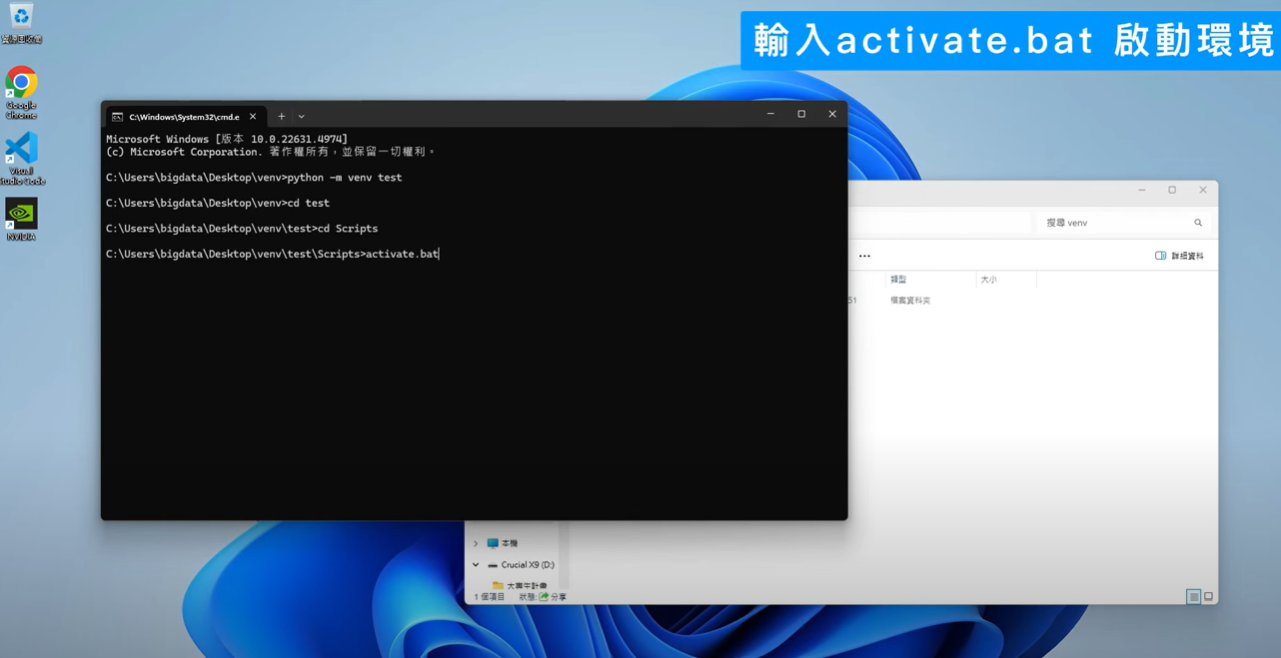 輸入activate.bat 啟動環境
資源回收筒
Google
Chrome
Visual
Studio Code
NVIDIA
C:\Windows\System32\cmd.e
Microsoft Windows [版本 10.0.22631.4974]
(c) Microsoft Corporation. 著作權所有，並保留一切權利。
C:\Users\bigdata\Desktop\venv>python -m venv test
C:\Users\bigdata\Desktop\venv\test>cd test
C:\Users\bigdata\Desktop\venv\test>cd Scripts
C:\Users\bigdata\Desktop\venv\test\Scripts>activate.bat
搜尋 venv
詳細資料
類型
大小
51
檔案資料夾
本機
Crucial X9 (D:)
1 個項目
狀態:
分享